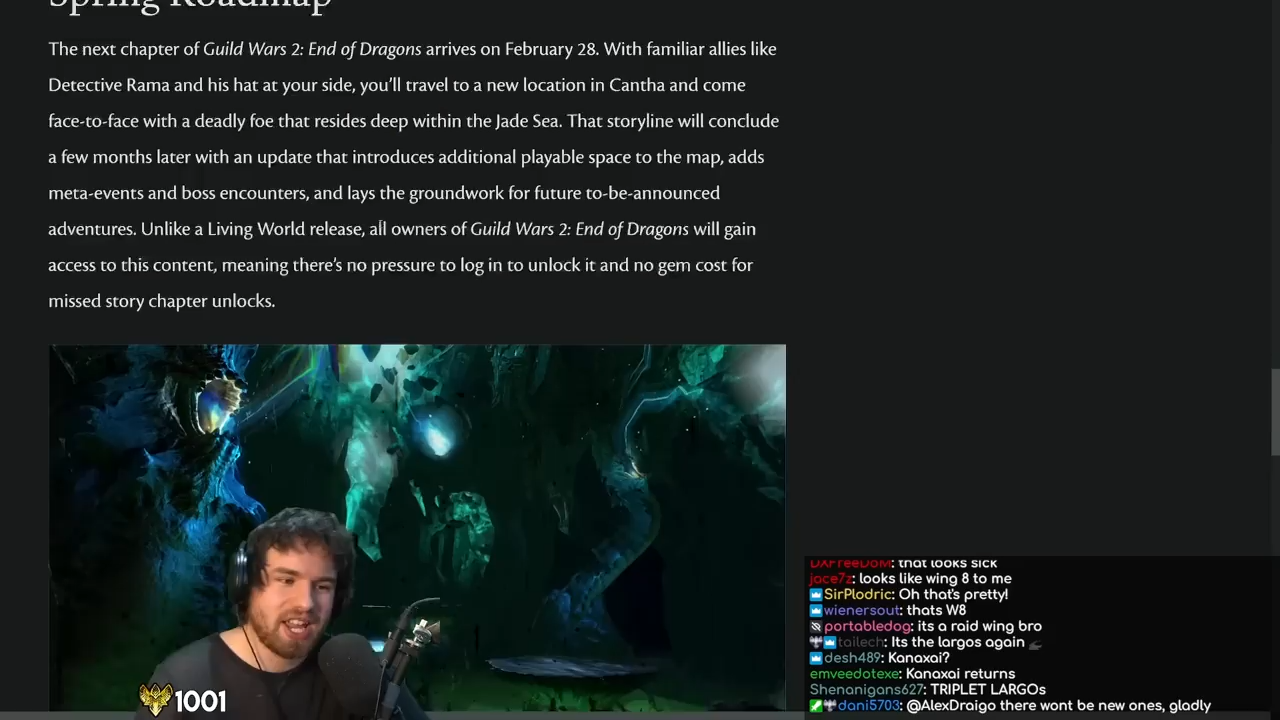 Spring Roadmap
The next chapter of Guild Wars 2: End of Dragons arrives on February 28. With familiar allies like
Detective Rama and his hat at your side, you'll travel to a new location in Cantha and come
face-to-face with a deadly foe that resides deep within the Jade Sea. That storyline will conclude
a few months later with an update that introduces additional playable space to the map, adds
meta-events and boss encounters, and lays the groundwork for future to-be-announced
adventures. Unlike a Living World release, all owners of Guild Wars 2: End of Dragons will gain
access to this content, meaning there's no pressure to log in to unlock it and no gem cost for
missed story chapter unlocks.
DXFreeDoM: that looks sick
jace7z: looks like wing 8 to me
SirPlodric: Oh that's pretty!
wienersout: thats W8
portabledog: its a raid wing bro
tailech: Its the largos again
desh489: Kanaxai?
emveedotexe: Kanaxai returns
Shenanigans627: TRIPLET LARGOs
dani5703: @AlexDraigo there wont be new ones, gladly
1001